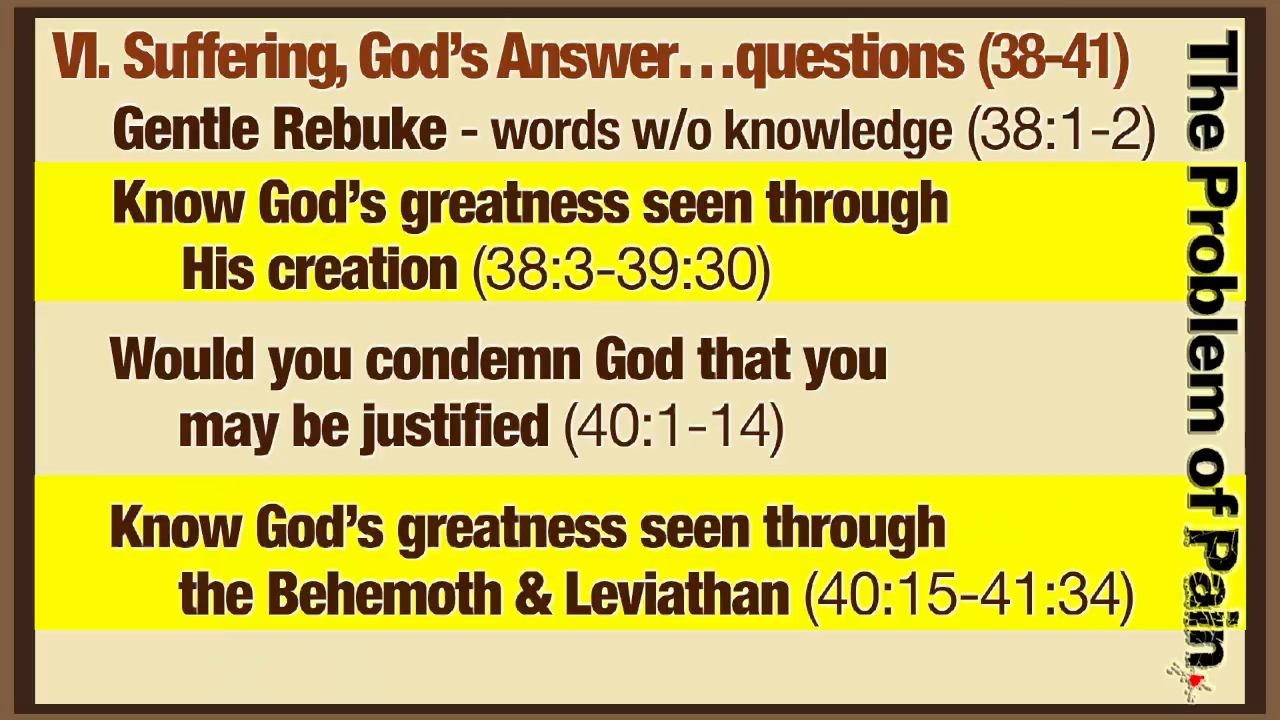 VI. Suffering, God's Answer...questions (38-41)
Gentle Rebuke - words w/o knowledge (38:1-2)
Know God's greatness seen through
His creation (38:3-39:30)
Would you condemn God that you
may be justified (40:1-14)
Know God's greatness seen through
the Behemoth & Leviathan (40:15-41:34)
The Problem of Pain